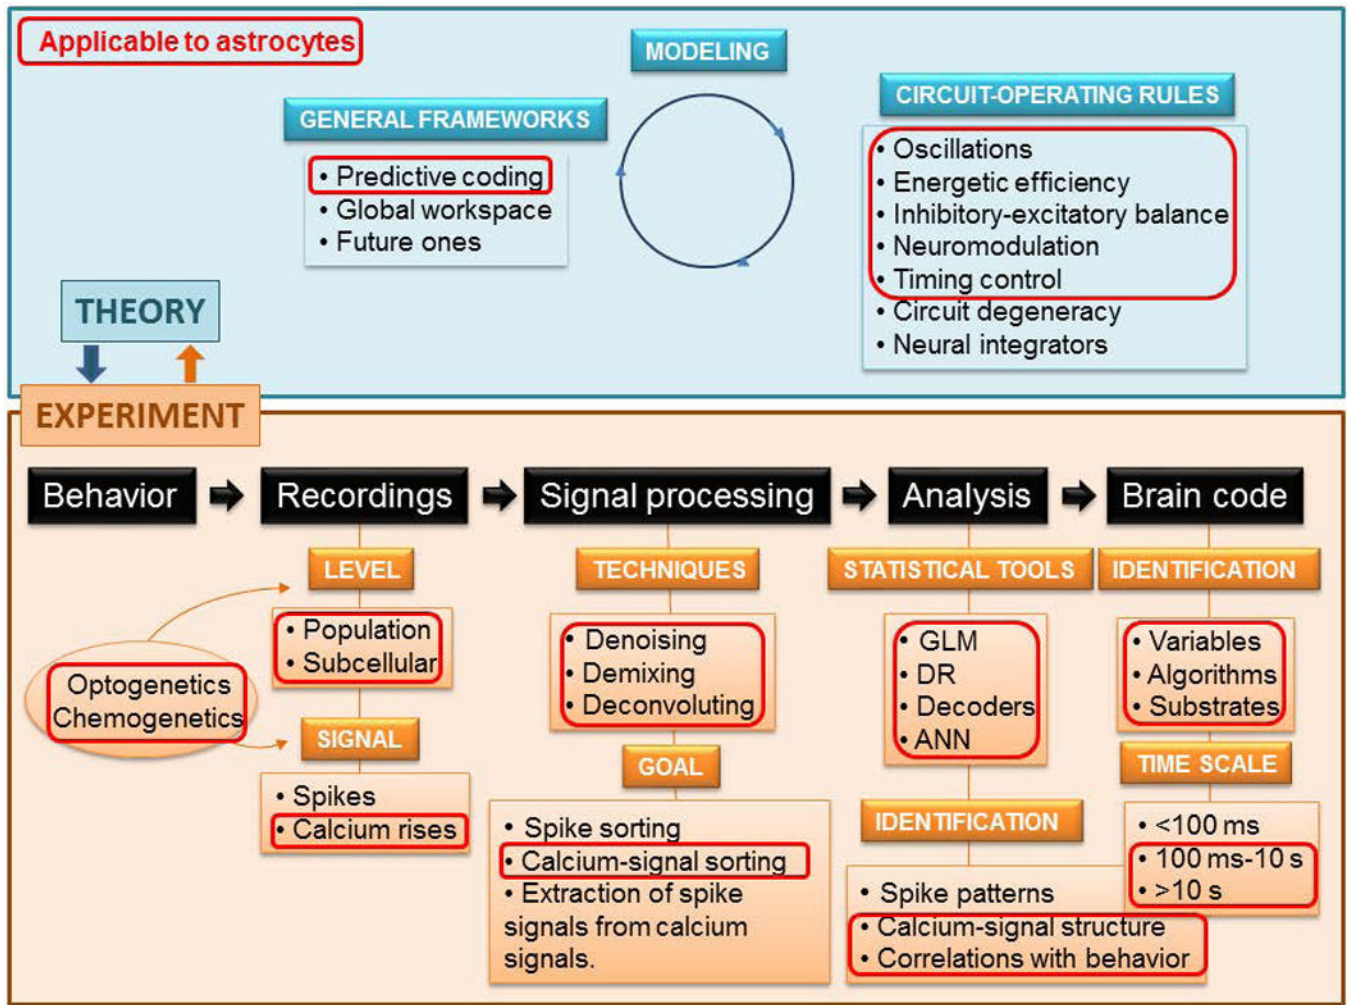 Applicable to astrocytes
MODELING
GENERAL FRAMEWORKS
• Predictive coding
• Global workspace
• Future ones
CIRCUIT-OPERATING RULES
• Oscillations
• Energetic efficiency
• Inhibitory-excitatory balance
• Neuromodulation
• Timing control
• Circuit degeneracy
• Neural integrators
THEORY
EXPERIMENT
Behavior
Recordings
Signal processing
Analysis
Brain code
Optogenetics
Chemogenetics
LEVEL
• Population
• Subcellular
SIGNAL
• Spikes
• Calcium rises
TECHNIQUES
• Denoising
• Demixing
• Deconvoluting
GOAL
• Spike sorting
• Calcium-signal sorting
• Extraction of spike
signals from calcium
signals.
STATISTICAL TOOLS
• GLM
• DR
• Decoders
• ANN
IDENTIFICATION
• Spike patterns
• Calcium-signal structure
• Correlations with behavior
IDENTIFICATION
• Variables
• Algorithms
• Substrates
TIME SCALE
• <100 ms
• 100 ms-10 s
• >10 s